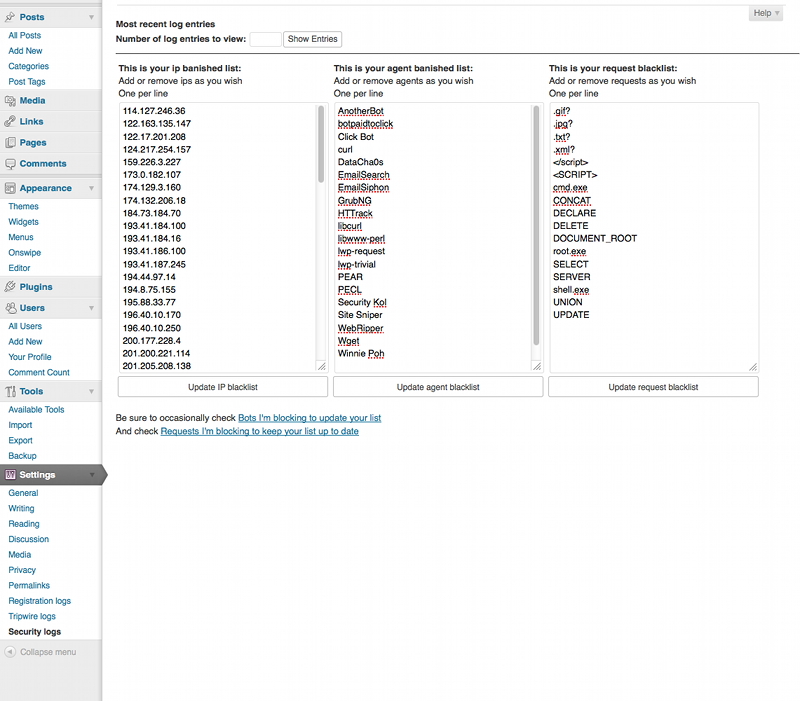 Posts
All Posts
Add New
Categories
Post Tags
Media
Links
Pages
Comments
Appearance
Themes
Widgets
Menus
Onswipe
Editor
Plugins
Users
All Users
Add New
Your Profile
Comment Count
Tools
Available Tools
Import
Export
Backup
Settings
General
Writing
Reading
Discussion
Media
Privacy
Permalinks
Registration logs
Tripwire logs
Security logs
Collapse menu
Help
Most recent log entries
Number of log entries to view:
Show Entries
This is your ip banished list:
Add or remove ips as you wish
One per line
114.127.246.36
122.163.135.147
122.17.201.208
124.217.254.157
159.226.3.227
173.0.182.107
174.129.3.160
174.132.206.18
184.73.184.70
193.41.184.100
193.41.184.16
193.41.186.100
193.41.187.245
194.44.97.14
194.8.75.155
195.88.33.77
196.40.10.170
196.40.10.250
200.177.228.4
201.200.221.114
201.205.208.138
Update IP blacklist
This is your agent banished list:
Add or remove agents as you wish
One per line
AnotherBot
botpaidtoclick
Click Bot
curl
DataCha0s
EmailSearch
EmailSiphon
GrubNG
HTTrack
libcurl
libwww-perl
lwp-request
lwp-trivial
PEAR
PECL
Security Kol
Site Sniper
WebRipper
Wget
Winnie Poh
Update agent blacklist
This is your request blacklist:
Add or remove requests as you wish
One per line
.gif?
.jpg?
.txt?
.xml?
</script>
<SCRIPT>
cmd.exe
CONCAT
DECLARE
DELETE
DOCUMENT_ROOT
root.exe
SELECT
SERVER
shell.exe
UNION
UPDATE
Update request blacklist
Be sure to occasionally check Bots I'm blocking to update your list
And check Requests I'm blocking to keep your list up to date